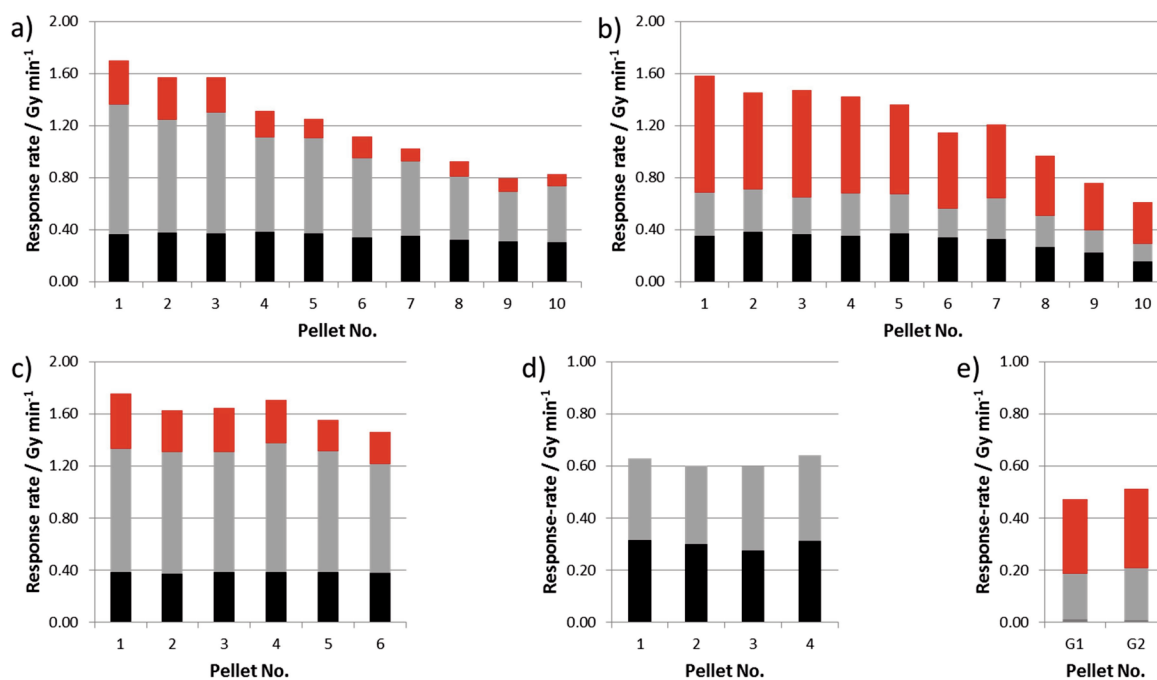 a)
Response rate / Gy min⁻¹
2.00
1.60
1.20
0.80
0.40
0.00
1 2 3 4 5 6 7 8 9 10
Pellet No.
b)
Response rate / Gy min⁻¹
2.00
1.60
1.20
0.80
0.40
0.00
1 2 3 4 5 6 7 8 9 10
Pellet No.
c)
Response rate / Gy min⁻¹
2.00
1.60
1.20
0.80
0.40
0.00
1 2 3 4 5 6
Pellet No.
d)
Response-rate / Gy min⁻¹
1.00
0.80
0.60
0.40
0.20
0.00
1 2 3 4
Pellet No.
e)
Response-rate / Gy min⁻¹
1.00
0.80
0.60
0.40
0.20
0.00
G1 G2
Pellet No.